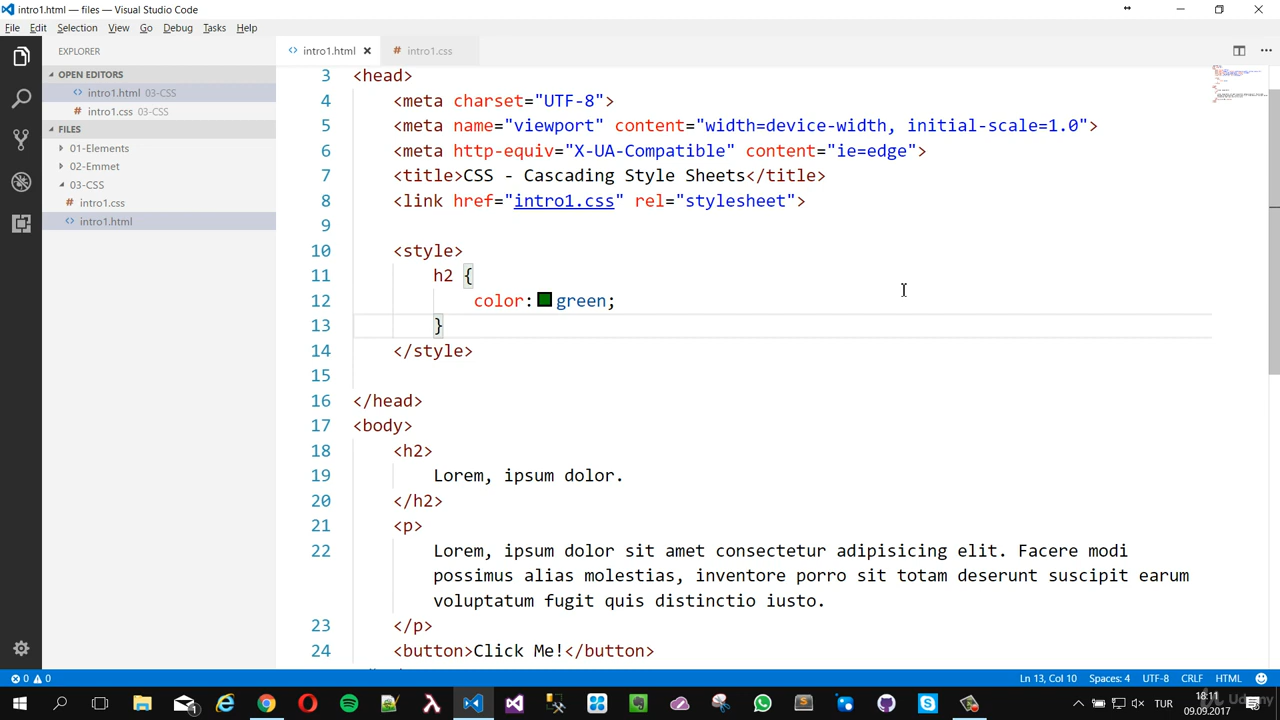 intro1.html — files — Visual Studio Code
File Edit Selection View Go Debug Tasks Help
EXPLORER
OPEN EDITORS
intro1.html 03-CSS
intro1.css 03-CSS
FILES
01-Elements
02-Emmet
03-CSS
intro1.css
intro1.html
intro1.html intro1.css
3 <head>
4 <meta charset="UTF-8">
5 <meta name="viewport" content="width=device-width, initial-scale=1.0">
6 <meta http-equiv="X-UA-Compatible" content="ie=edge">
7 <title>CSS - Cascading Style Sheets</title>
8 <link href="intro1.css" rel="stylesheet">
9
10 <style>
11 h2 {
12 color: green;
13 }
14 </style>
15
16 </head>
17 <body>
18 <h2>
19 Lorem, ipsum dolor.
20 </h2>
21 <p>
22 Lorem, ipsum dolor sit amet consectetur adipisicing elit. Facere modi
possimus alias molestias, inventore porro sit totam deserunt suscipit earum
voluptatum fugit quis distinctio iusto.
23 </p>
24 <button>Click Me!</button>
0 0 Ln 13, Col 10 Spaces: 4 UTF-8 CRLF HTML
TUR
18:11
09.09.2017
Udemy